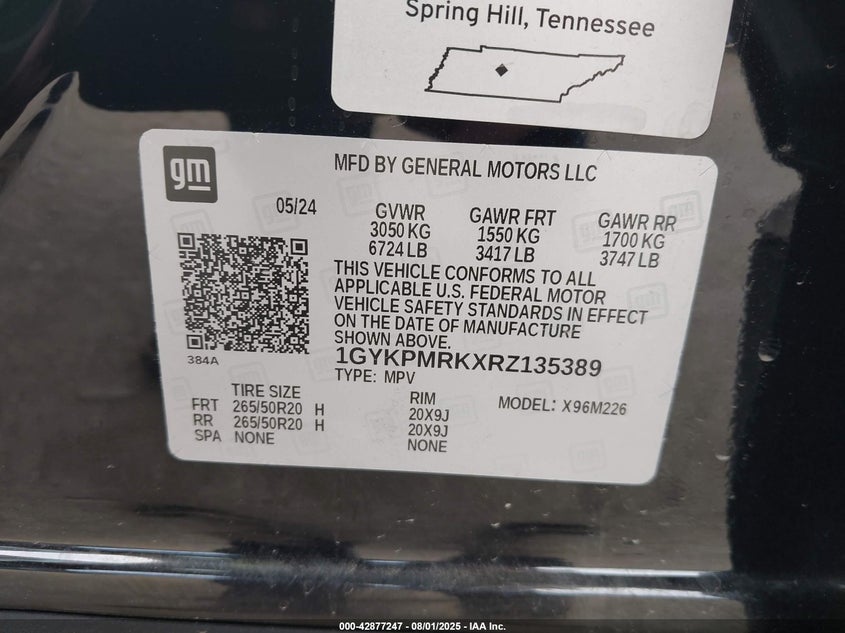 Spring Hill, Tennessee
gm
MFD BY GENERAL MOTORS LLC
05/24
GVWR GAWR FRT GAWR RR
3050 KG 1550 KG 1700 KG
6724 LB 3417 LB 3747 LB
THIS VEHICLE CONFORMS TO ALL
APPLICABLE U.S. FEDERAL MOTOR
VEHICLE SAFETY STANDARDS IN EFFECT
ON THE DATE OF MANUFACTURE
SHOWN ABOVE.
384A
1GYKPMRKXRZ135389
TYPE: MPV
TIRE SIZE RIM MODEL: X96M226
FRT 265/50R20 H 20X9J
RR 265/50R20 H 20X9J
SPA NONE NONE
000-42877247 - 08/01/2025 - IAA Inc.